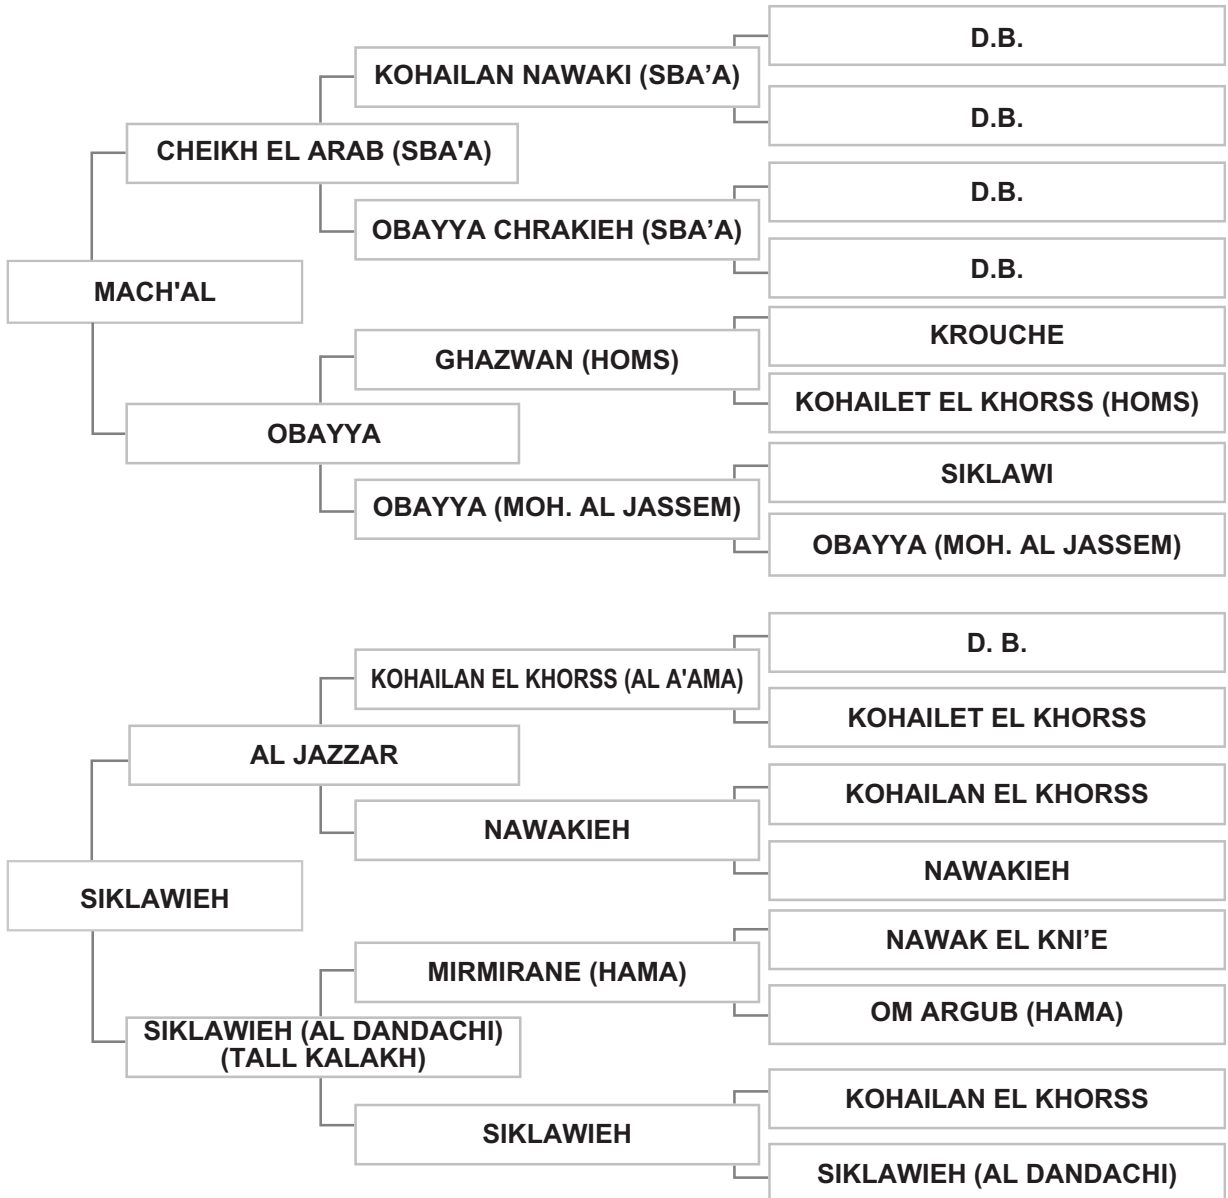 D.B.
KOHAILAN NAWAKI (SBA’A)
D.B.
CHEIKH EL ARAB (SBA'A)
D.B.
OBAYYA CHRAKIEH (SBA’A)
D.B.
MACH'AL
KROUCHE
GHAZWAN (HOMS)
KOHAILET EL KHORSS (HOMS)
OBAYYA
SIKLAWI
OBAYYA (MOH. AL JASSEM)
OBAYYA (MOH. AL JASSEM)
D. B.
KOHAILAN EL KHORSS (AL A'AMA)
KOHAILET EL KHORSS
AL JAZZAR
KOHAILAN EL KHORSS
NAWAKIEH
NAWAKIEH
SIKLAWIEH
NAWAK EL KNI’E
MIRMIRANE (HAMA)
OM ARGUB (HAMA)
SIKLAWIEH (AL DANDACHI)
(TALL KALAKH)
KOHAILAN EL KHORSS
SIKLAWIEH
SIKLAWIEH (AL DANDACHI)